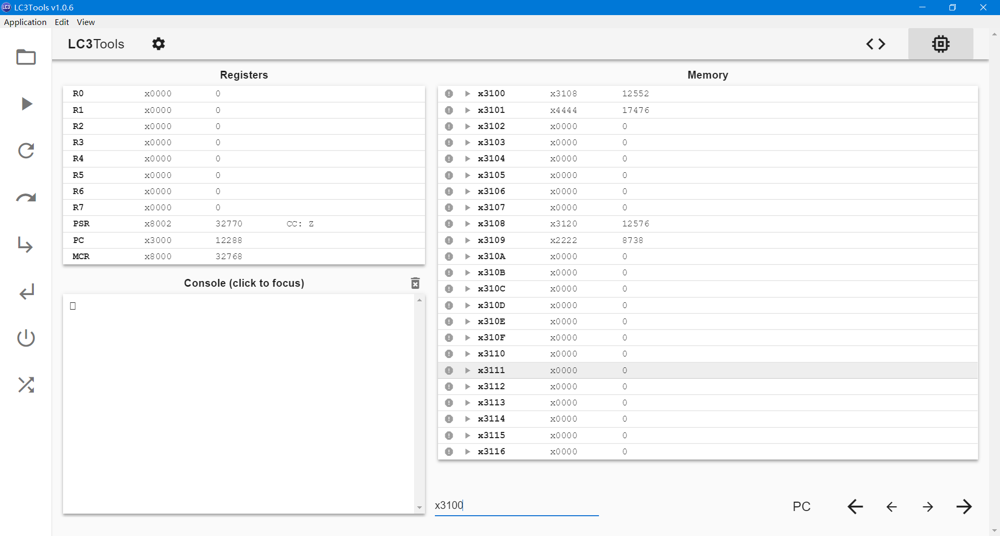 LC3 LC3Tools v1.0.6
Application Edit View
LC3Tools
Registers
R0 x0000 0
R1 x0000 0
R2 x0000 0
R3 x0000 0
R4 x0000 0
R5 x0000 0
R6 x0000 0
R7 x0000 0
PSR x8002 32770 CC: Z
PC x3000 12288
MCR x8000 32768
Console (click to focus)
Memory
x3100 x3108 12552
x3101 x4444 17476
x3102 x0000 0
x3103 x0000 0
x3104 x0000 0
x3105 x0000 0
x3106 x0000 0
x3107 x0000 0
x3108 x3120 12576
x3109 x2222 8738
x310A x0000 0
x310B x0000 0
x310C x0000 0
x310D x0000 0
x310E x0000 0
x310F x0000 0
x3110 x0000 0
x3111 x0000 0
x3112 x0000 0
x3113 x0000 0
x3114 x0000 0
x3115 x0000 0
x3116 x0000 0
x3100
PC